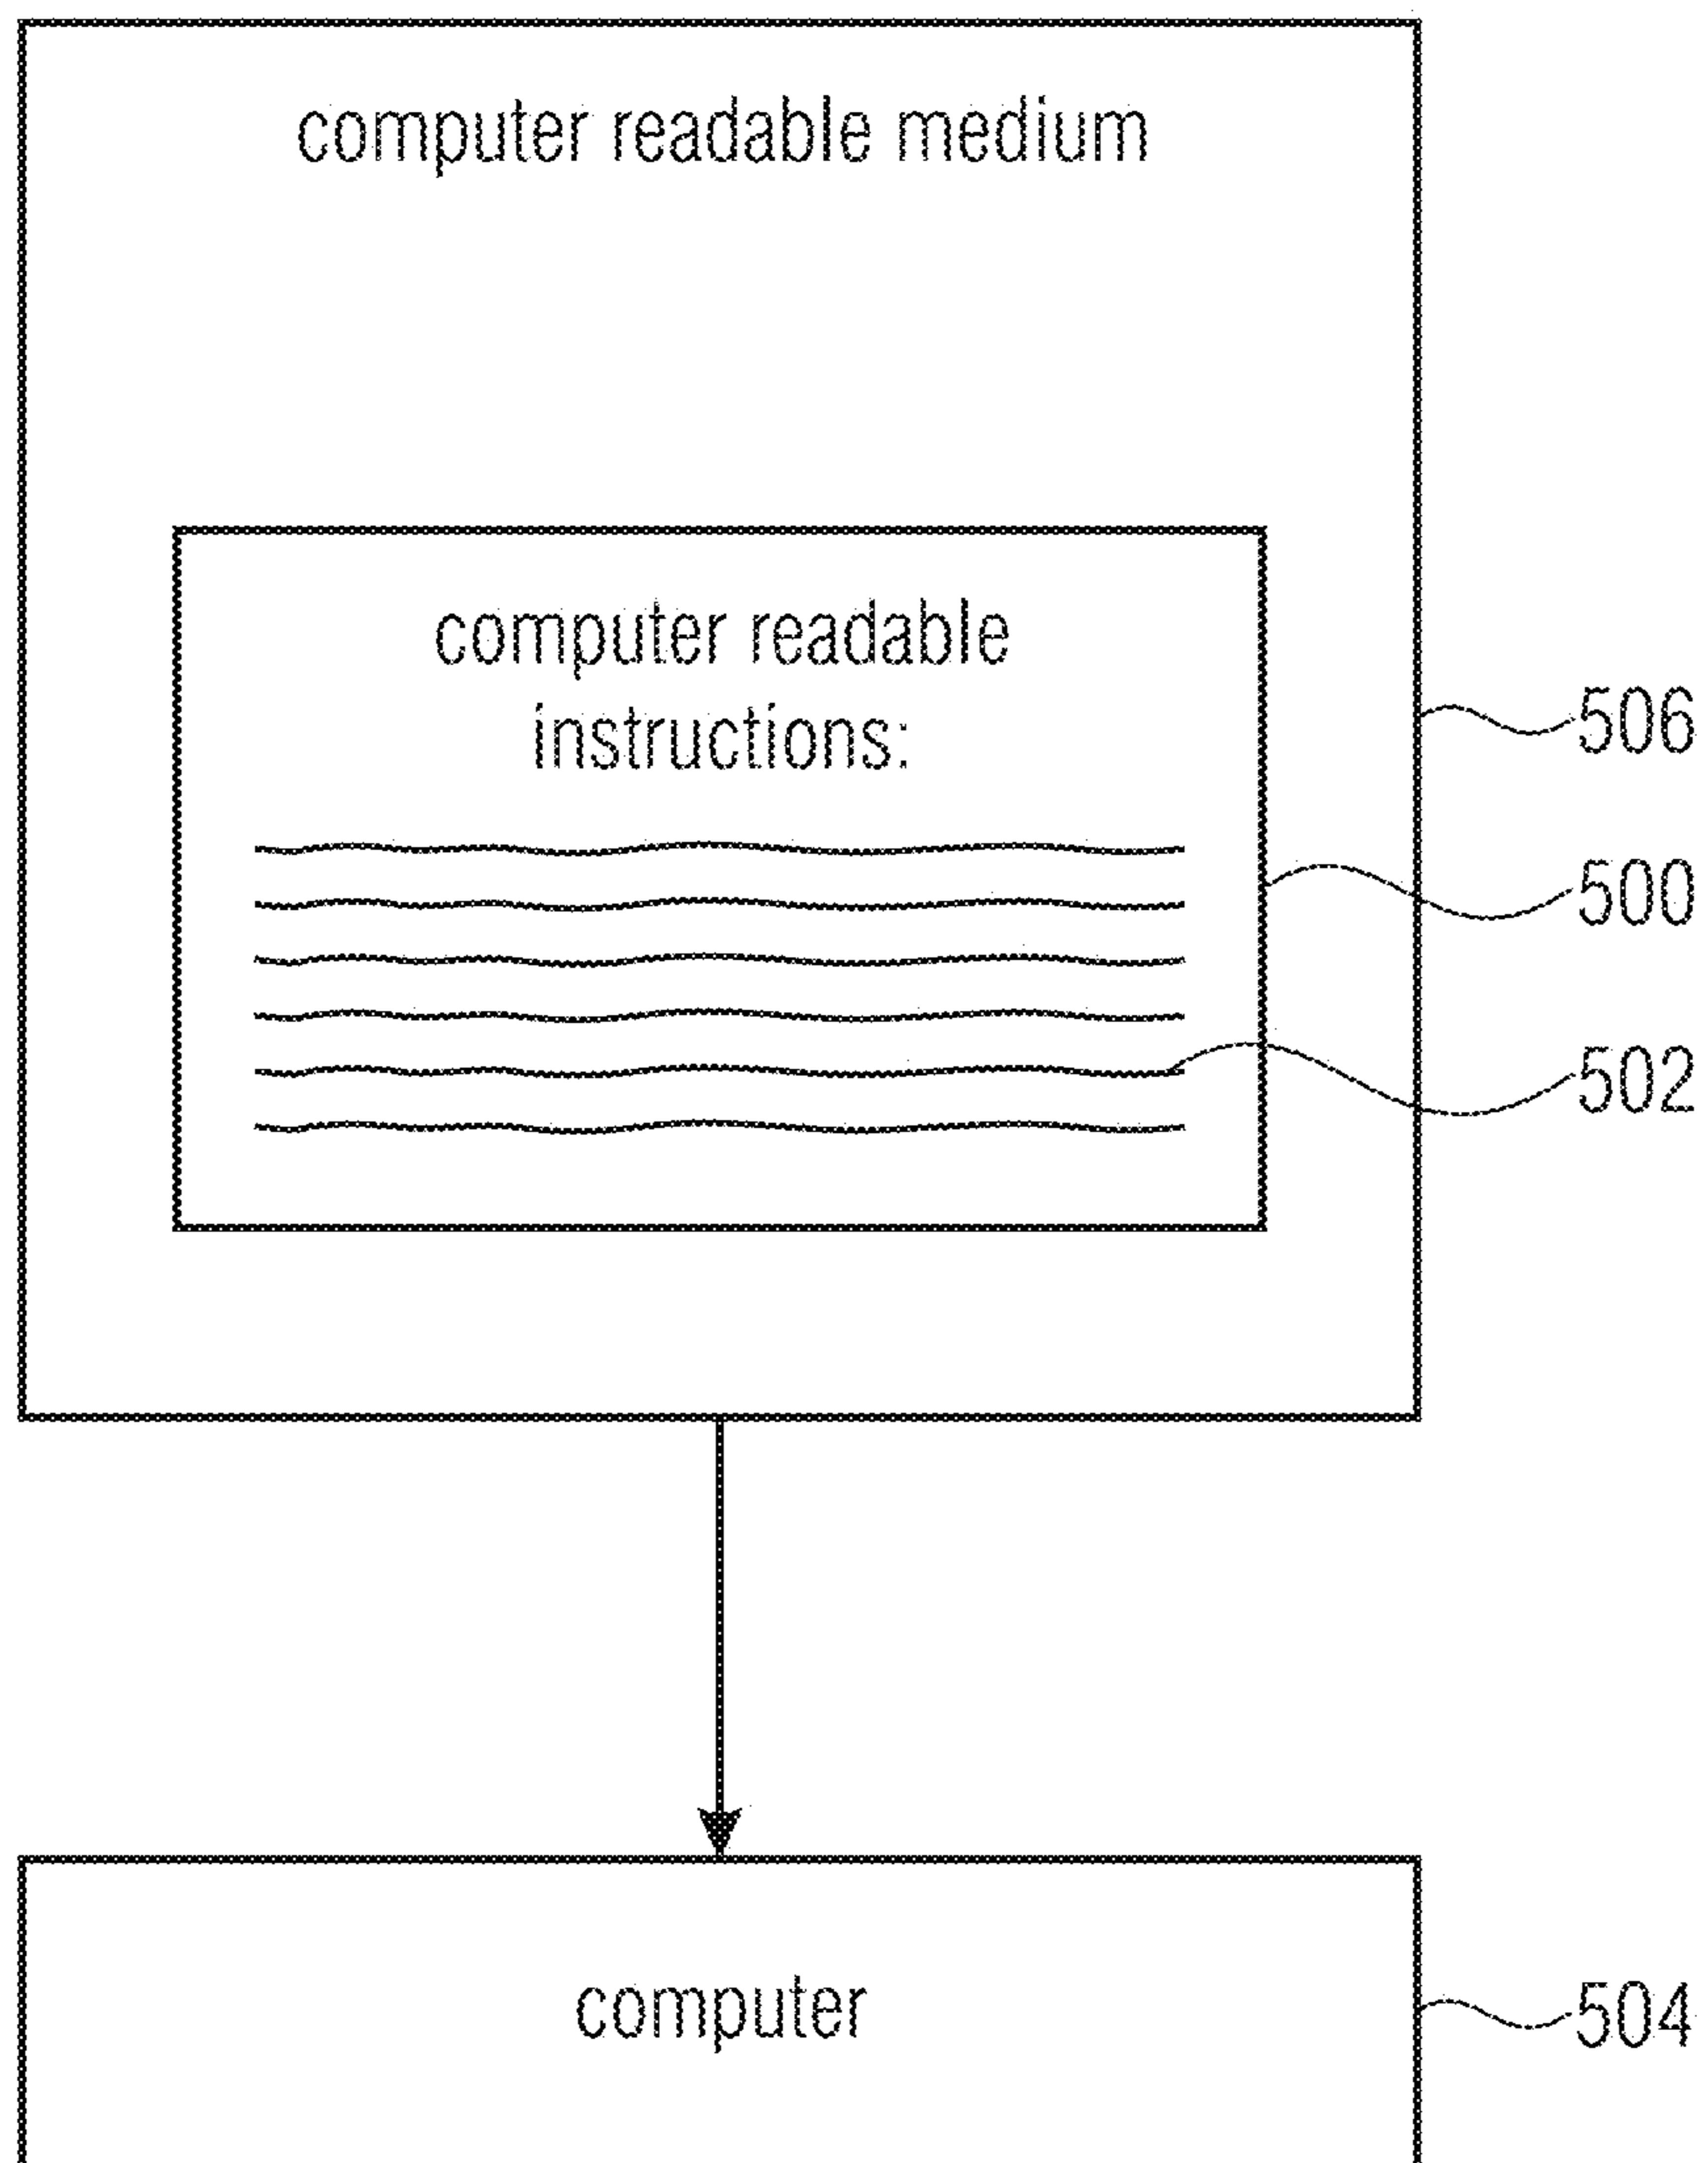 computer readable medium
computer readable
instructions:
506
500
502
computer
504